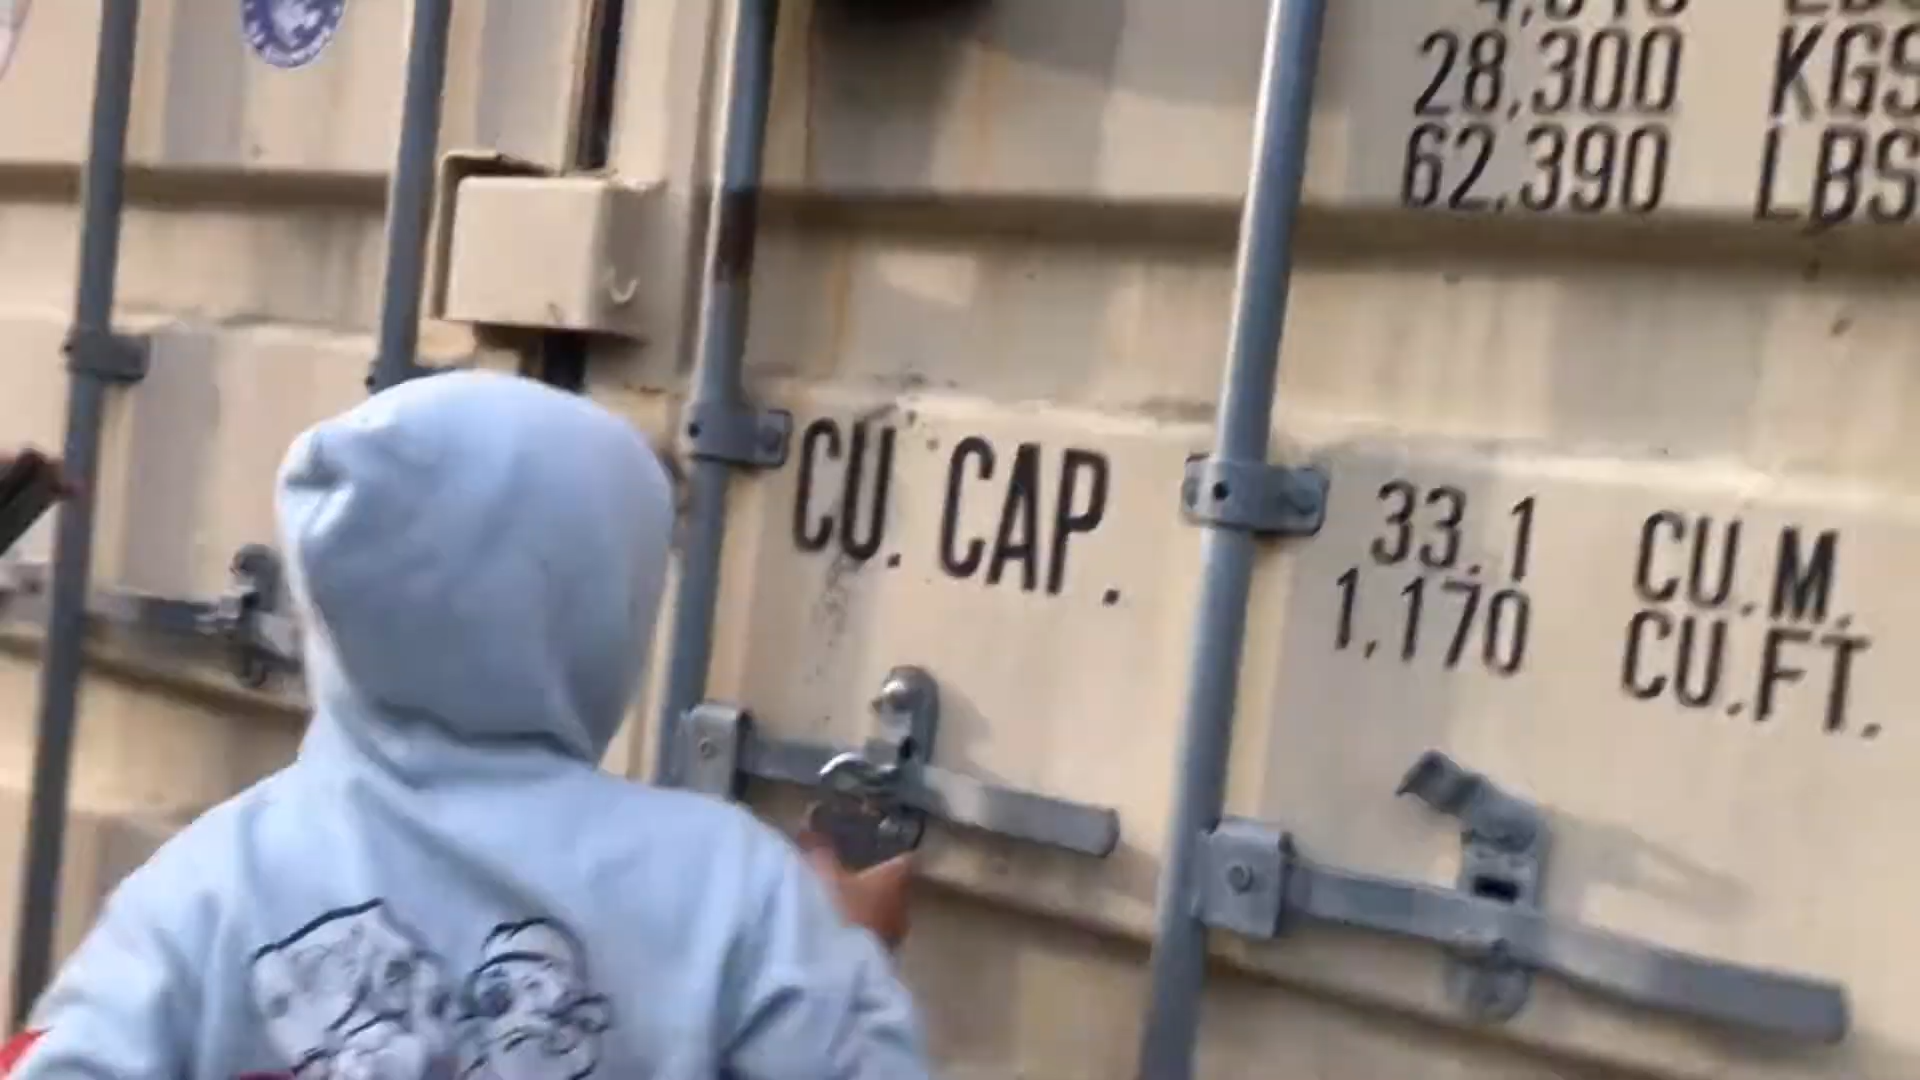 28,300 KGS
62,390 LBS
CU. CAP.
33.1 CU.M.
1,170 CU.FT.